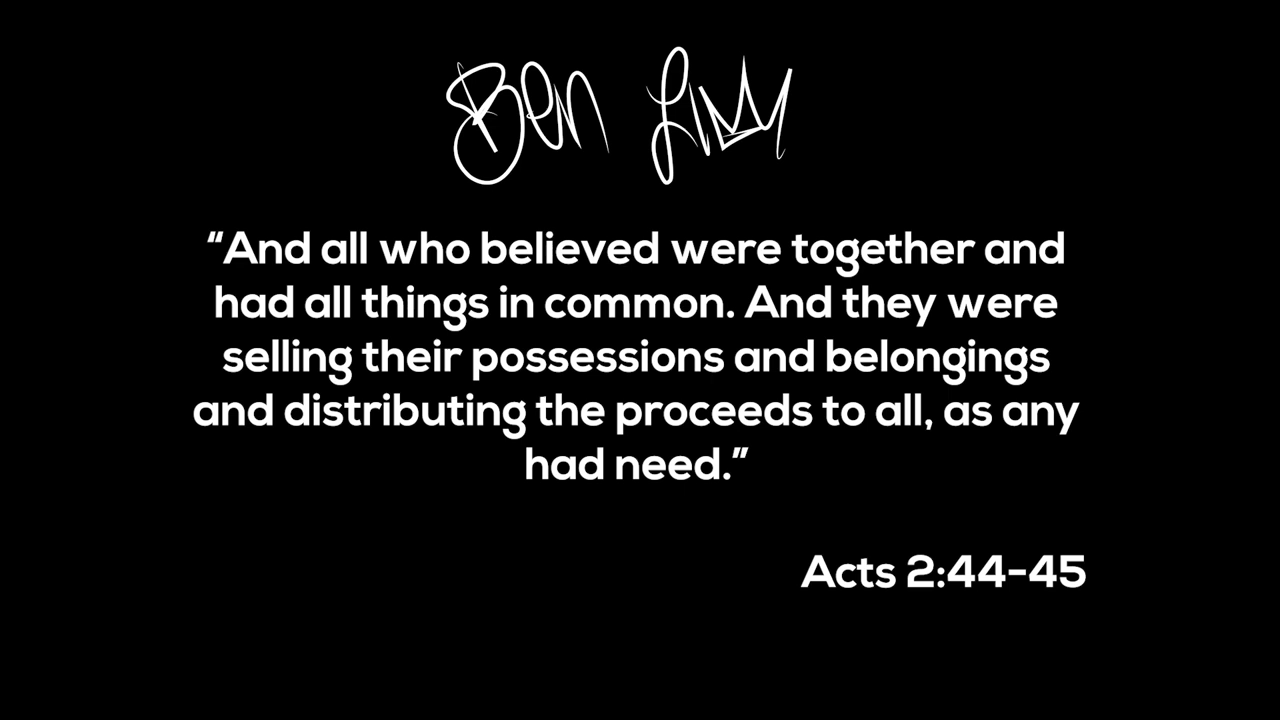 Ben
“And all who believed were together and
had all things in common. And they were
selling their possessions and belongings
and distributing the proceeds to all, as any
had need.”
Acts 2:44-45